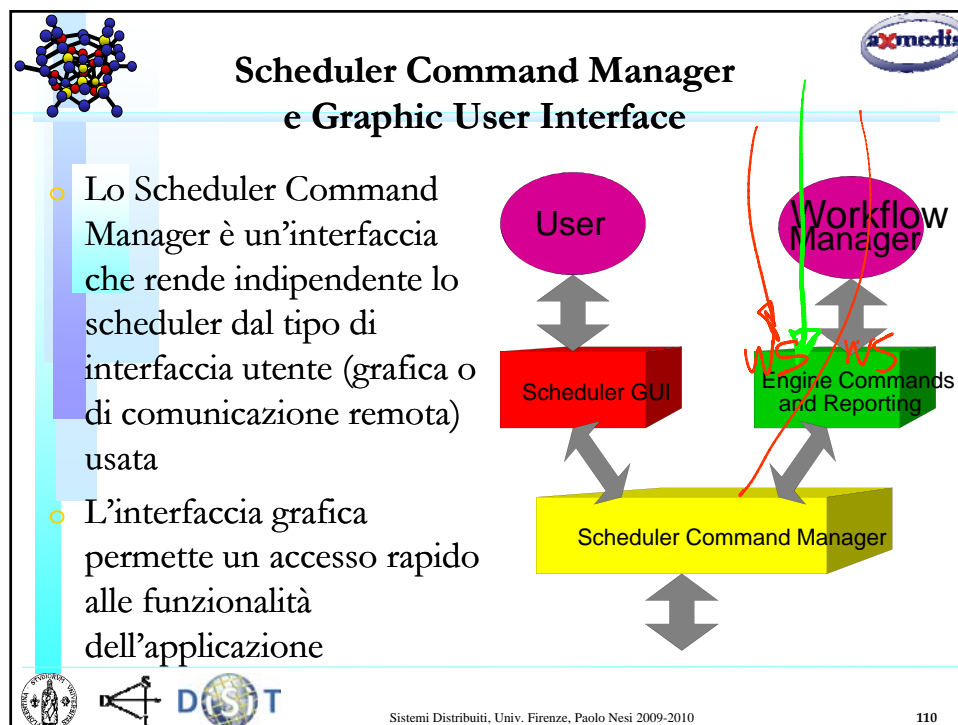 axmedis
Scheduler Command Manager
e Graphic User Interface
o Lo Scheduler Command
Manager è un'interfaccia
che rende indipendente lo
scheduler dal tipo di
interfaccia utente (grafica o
di comunicazione remota)
usata
o L'interfaccia grafica
permette un accesso rapido
alle funzionalità
dell'applicazione
User
Workflow
Manager
WS
WS
Scheduler GUI
Engine Commands
and Reporting
Scheduler Command Manager
DISIT
Sistemi Distribuiti, Univ. Firenze, Paolo Nesi 2009-2010
110